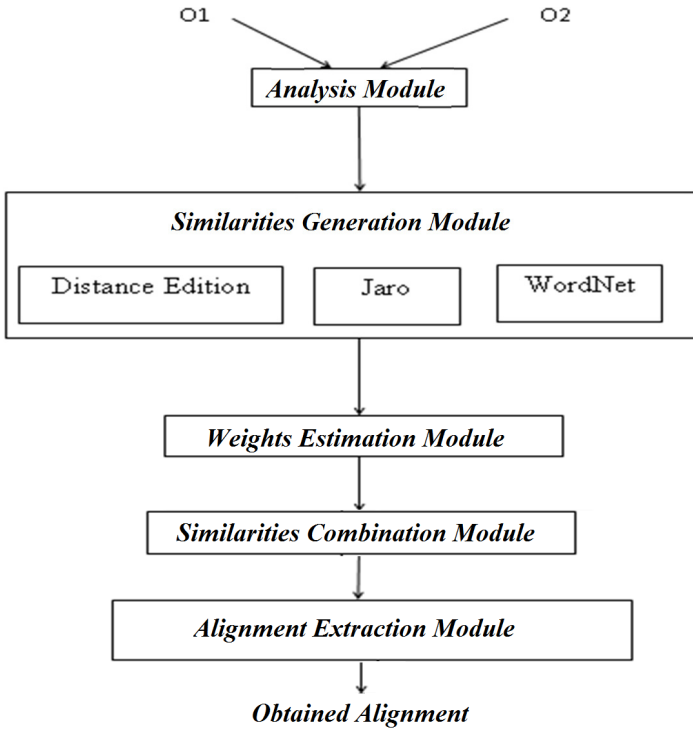 O1
O2
Analysis Module
Similarities Generation Module
Distance Edition
Jaro
WordNet
Weights Estimation Module
Similarities Combination Module
Alignment Extraction Module
Obtained Alignment